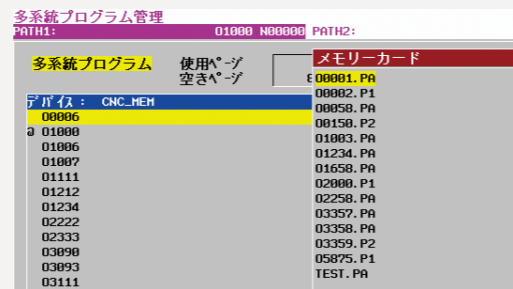 多系統プログラム管理
PATH1: O1000 N00000 PATH2:
多系統プログラム
使用ﾍﾟｰｼﾞ
空きﾍﾟｰｼﾞ
デバイス： CNC_MEM
O0006
@ O1000
O1006
O1007
O1111
O1212
O1234
O2222
O2333
O3090
O3093
O3111
メモリーカード
O0001.PA
O0002.P1
O0058.PA
O0150.P2
O1003.PA
O1234.PA
O1658.PA
O2000.P1
O2258.PA
O3357.PA
O3358.PA
O3359.P2
O5875.P1
TEST.PA